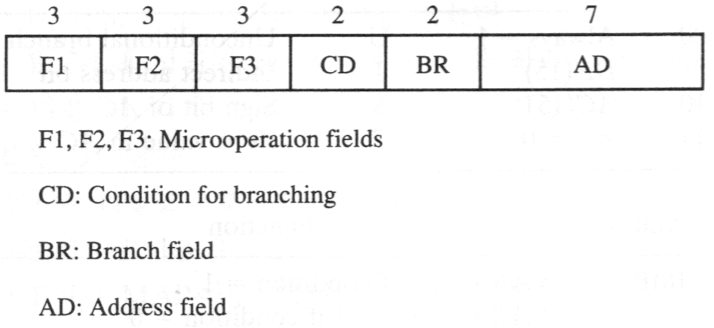 3 3 3 2 2 7
F1 F2 F3 CD BR AD
F1, F2, F3: Microoperation fields
CD: Condition for branching
BR: Branch field
AD: Address field